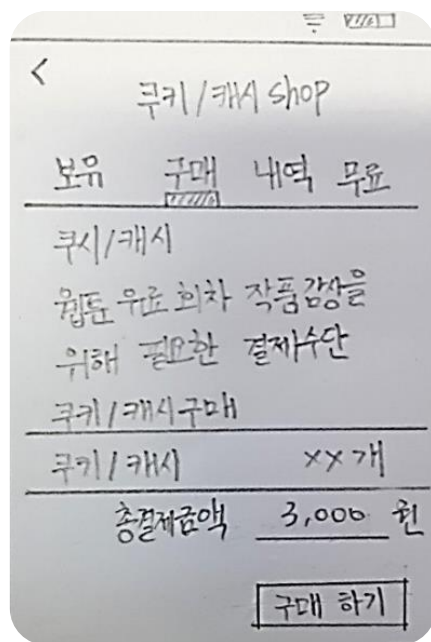 <
쿠키/캐시 shop
보유 구매 내역 무료
쿠시/캐시
웹툰 유료 회차 작품감상을
위해 필요한 결제수단
쿠키/캐시구매
쿠키/캐시 xx개
총결제금액 3,000 원
구매 하기